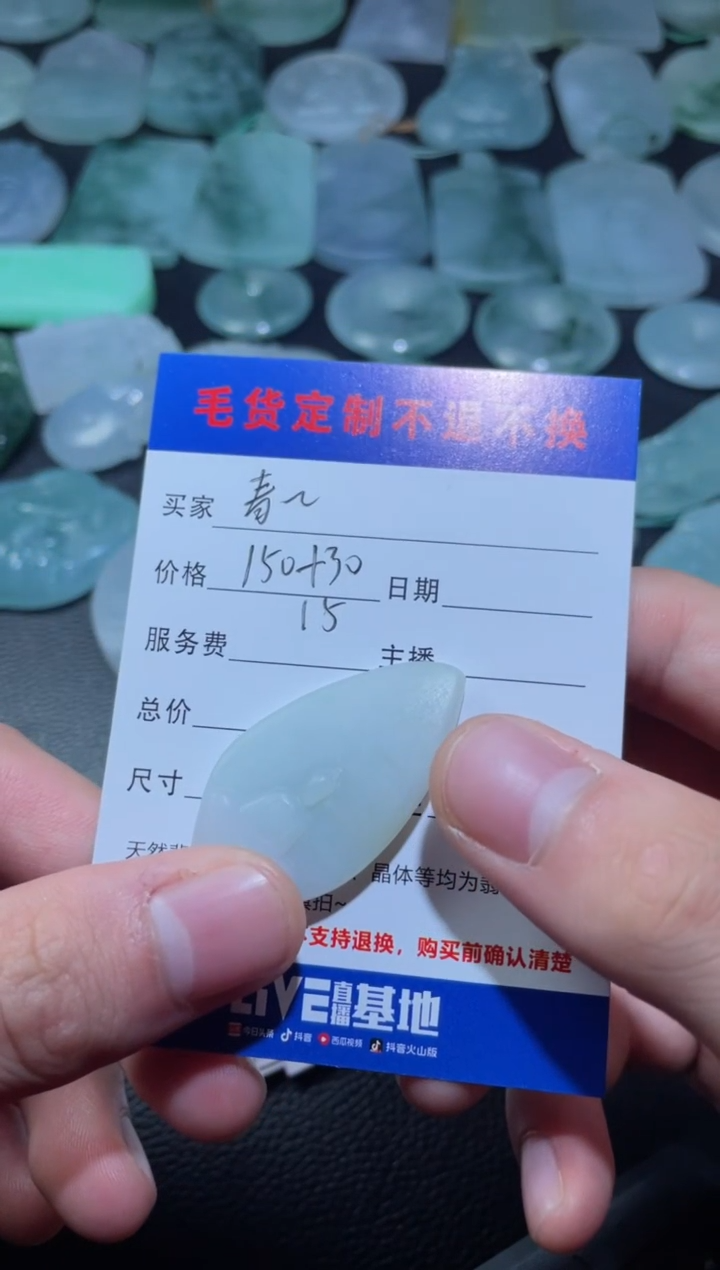 毛货定制不退不换
买家 春一
价格 150+30 日期
15
服务费 主播
总价
尺寸
天然
晶体等均为
拍~
支持退换，购买前确认清楚
LIVE直播基地
今日头条 抖音 西瓜视频 抖音火山版